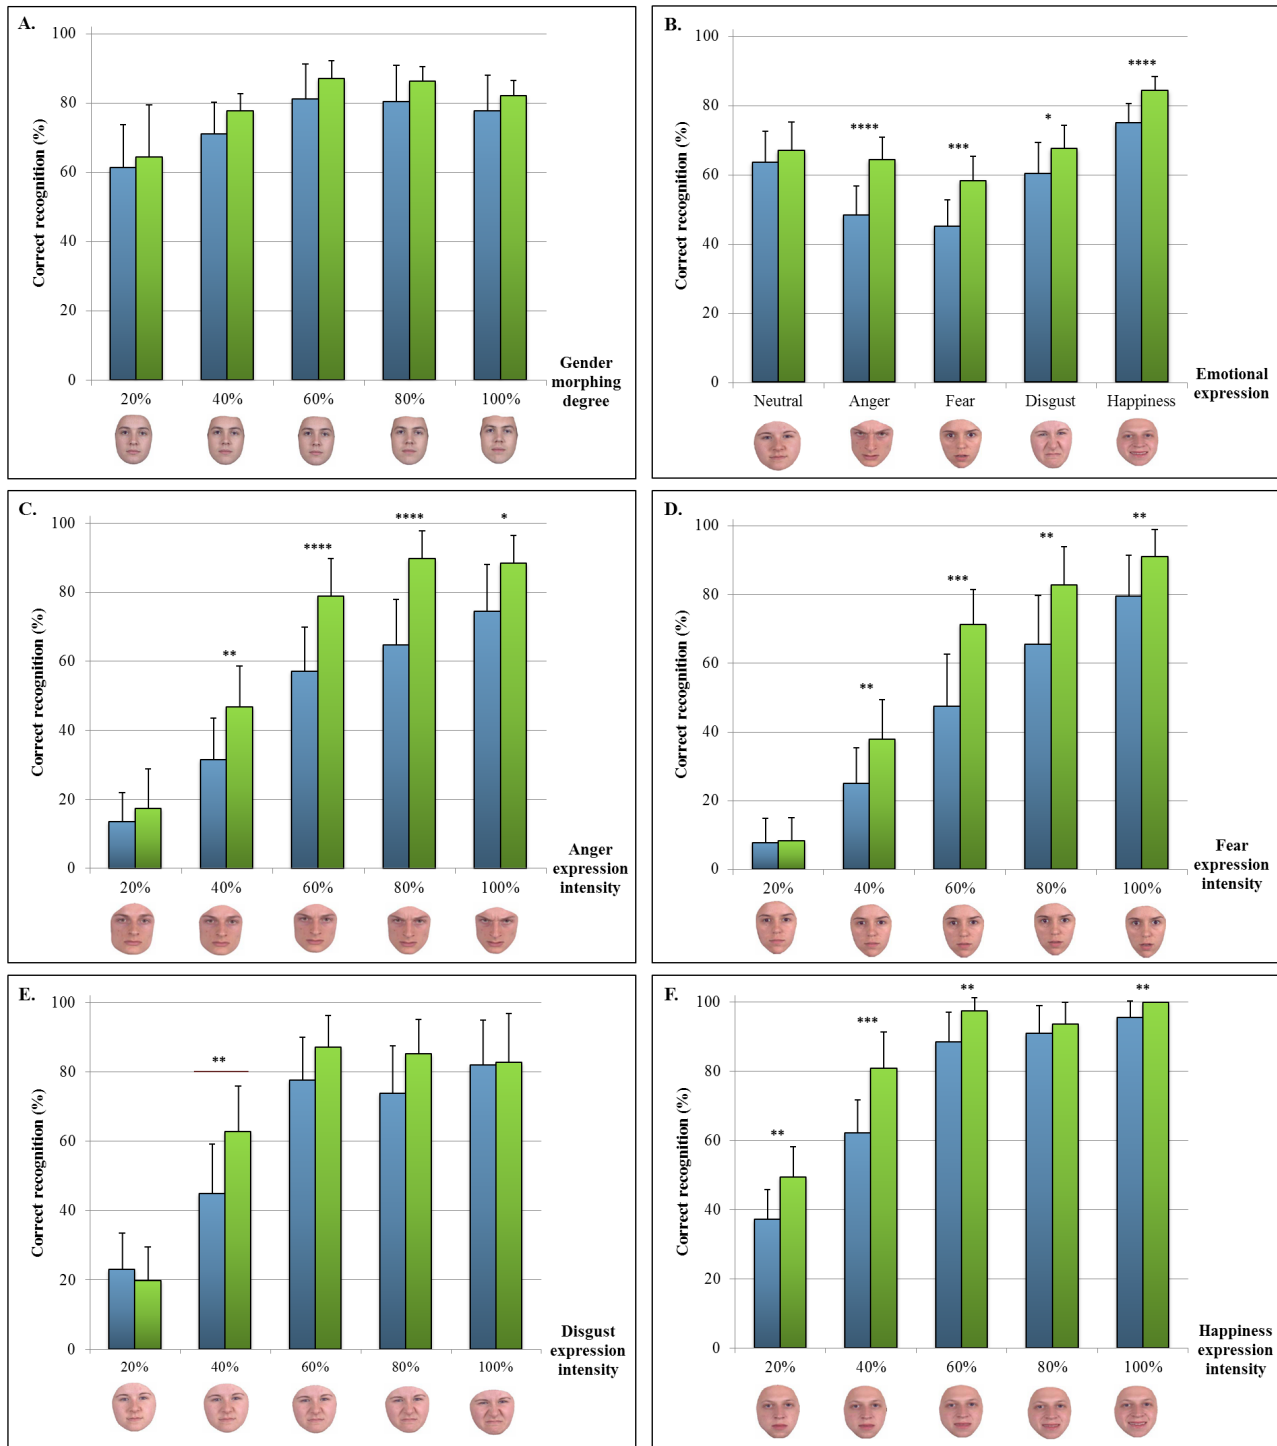 A.
Correct recognition (%)
100
80
60
40
20
0
20% 40% 60% 80% 100%
Gender
morphing
degree
B.
Correct recognition (%)
100
80
60
40
20
0
****
***
*
****
Neutral Anger Fear Disgust Happiness
Emotional
expression
C.
Correct recognition (%)
100
80
60
40
20
0
**
****
****
*
20% 40% 60% 80% 100%
Anger
expression
intensity
D.
Correct recognition (%)
100
80
60
40
20
0
**
***
**
**
20% 40% 60% 80% 100%
Fear
expression
intensity
E.
Correct recognition (%)
100
80
60
40
20
0
**
20% 40% 60% 80% 100%
Disgust
expression
intensity
F.
Correct recognition (%)
100
80
60
40
20
0
**
***
**
**
20% 40% 60% 80% 100%
Happiness
expression
intensity